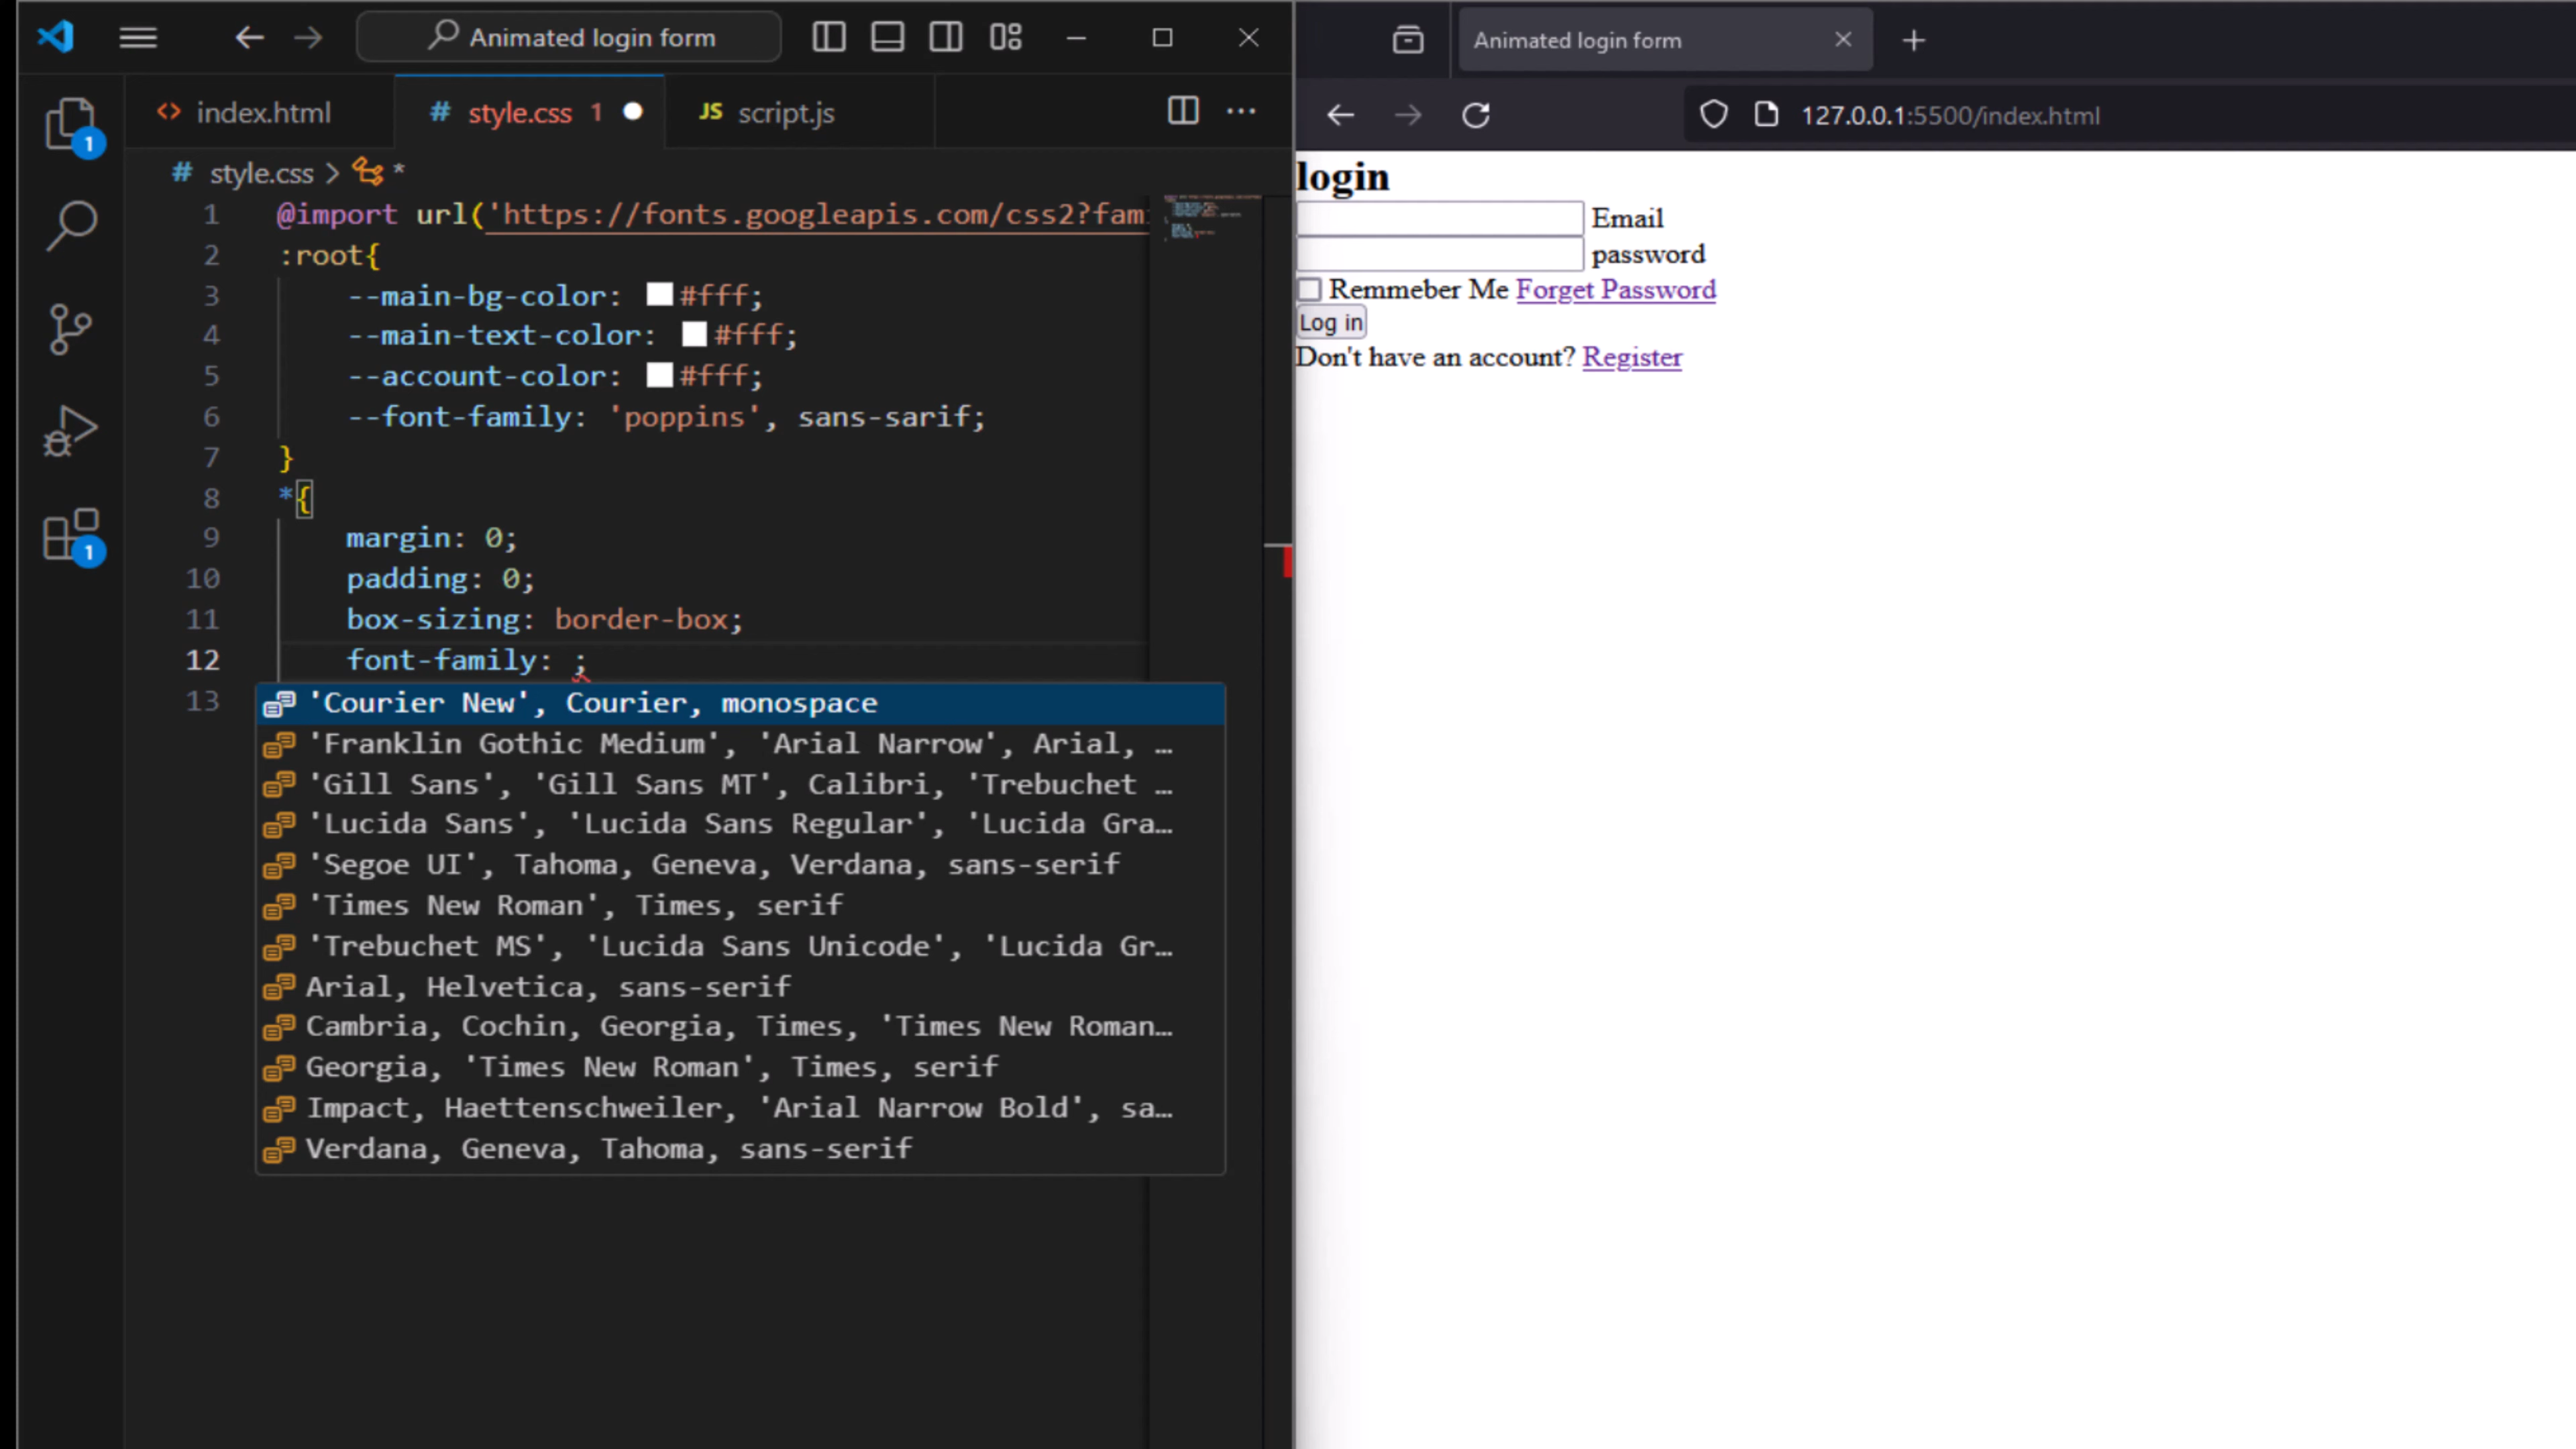 Animated login form
index.html
style.css 1
JS script.js
# style.css > *
1 @import url('https://fonts.googleapis.com/css2?fam
2 :root{
3 --main-bg-color: #fff;
4 --main-text-color: #fff;
5 --account-color: #fff;
6 --font-family: 'poppins', sans-sarif;
7 }
8 *{
9 margin: 0;
10 padding: 0;
11 box-sizing: border-box;
12 font-family: ;
13
'Courier New', Courier, monospace
'Franklin Gothic Medium', 'Arial Narrow', Arial, …
'Gill Sans', 'Gill Sans MT', Calibri, 'Trebuchet …
'Lucida Sans', 'Lucida Sans Regular', 'Lucida Gra…
'Segoe UI', Tahoma, Geneva, Verdana, sans-serif
'Times New Roman', Times, serif
'Trebuchet MS', 'Lucida Sans Unicode', 'Lucida Gr…
Arial, Helvetica, sans-serif
Cambria, Cochin, Georgia, Times, 'Times New Roman…
Georgia, 'Times New Roman', Times, serif
Impact, Haettenschweiler, 'Arial Narrow Bold', sa…
Verdana, Geneva, Tahoma, sans-serif
1
1
Animated login form
127.0.0.1:5500/index.html
login
Email
password
Remmeber Me Forget Password
Log in
Don't have an account? Register